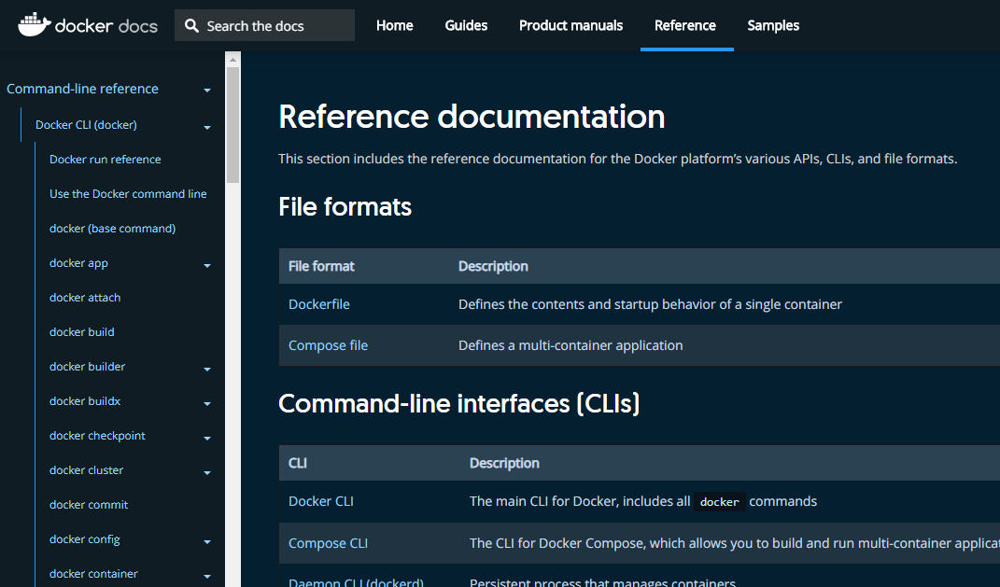 docker docs
Search the docs
Home
Guides
Product manuals
Reference
Samples
Command-line reference
Docker CLI (docker)
Docker run reference
Use the Docker command line
docker (base command)
docker app
docker attach
docker build
docker builder
docker buildx
docker checkpoint
docker cluster
docker commit
docker config
docker container
Reference documentation
This section includes the reference documentation for the Docker platform's various APIs, CLIs, and file formats.
File formats
File format Description
Dockerfile Defines the contents and startup behavior of a single container
Compose file Defines a multi-container application
Command-line interfaces (CLIs)
CLI Description
Docker CLI The main CLI for Docker, includes all docker commands
Compose CLI The CLI for Docker Compose, which allows you to build and run multi-container applicat
Daemon CLI (dockerd) Persistent process that manages containers